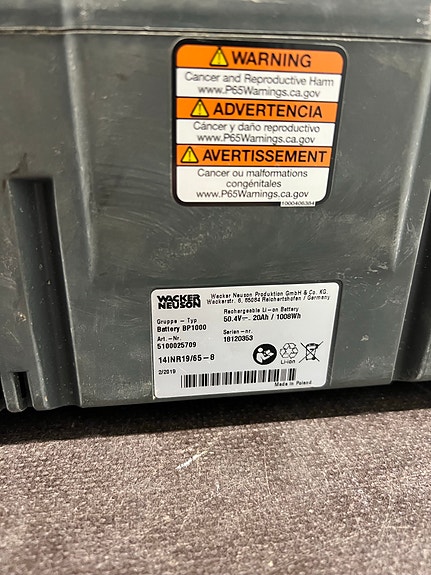 WARNING
Cancer and Reproductive Harm
www.P65Warnings.ca.gov
ADVERTENCIA
Cáncer y daño reproductivo
www.P65Warnings.ca.gov
AVERTISSEMENT
Cancer ou malformations
congénitales
www.P65Warnings.ca.gov
1000406384
WACKER
NEUSON
Wacker Neuson Produktion GmbH & Co. KG.
Wackerstr. 6, 85084 Reichertshofen / Germany
Gruppe - Typ
Battery BP1000
Rechargeable Li-on Battery
50.4V⎓ 20Ah / 1008Wh
Art.-Nr.
5100025709
Serien-nr.
18120353
14INR19/65-8
Li-ion
2/2019
Made in Poland